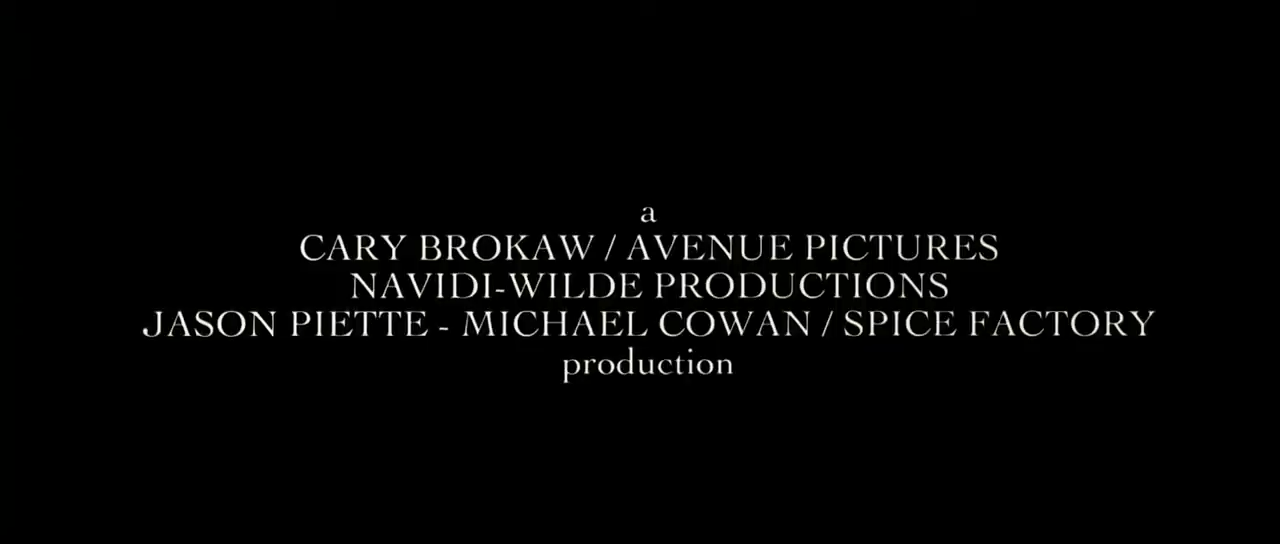 a
CARY BROKAW / AVENUE PICTURES
NAVIDI-WILDE PRODUCTIONS
JASON PIETTE - MICHAEL COWAN / SPICE FACTORY
production